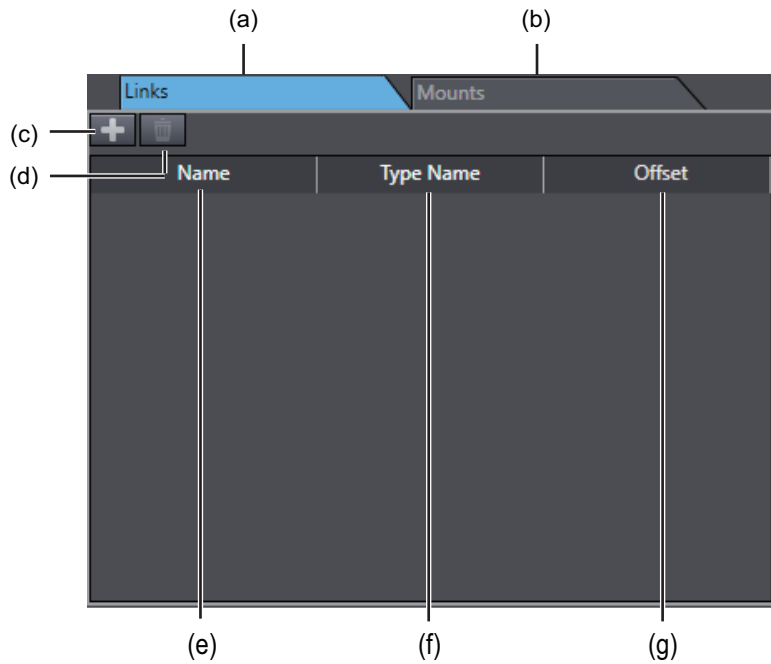 (a) (b)
Links Mounts
(c)
(d)
Name Type Name Offset
(e) (f) (g)